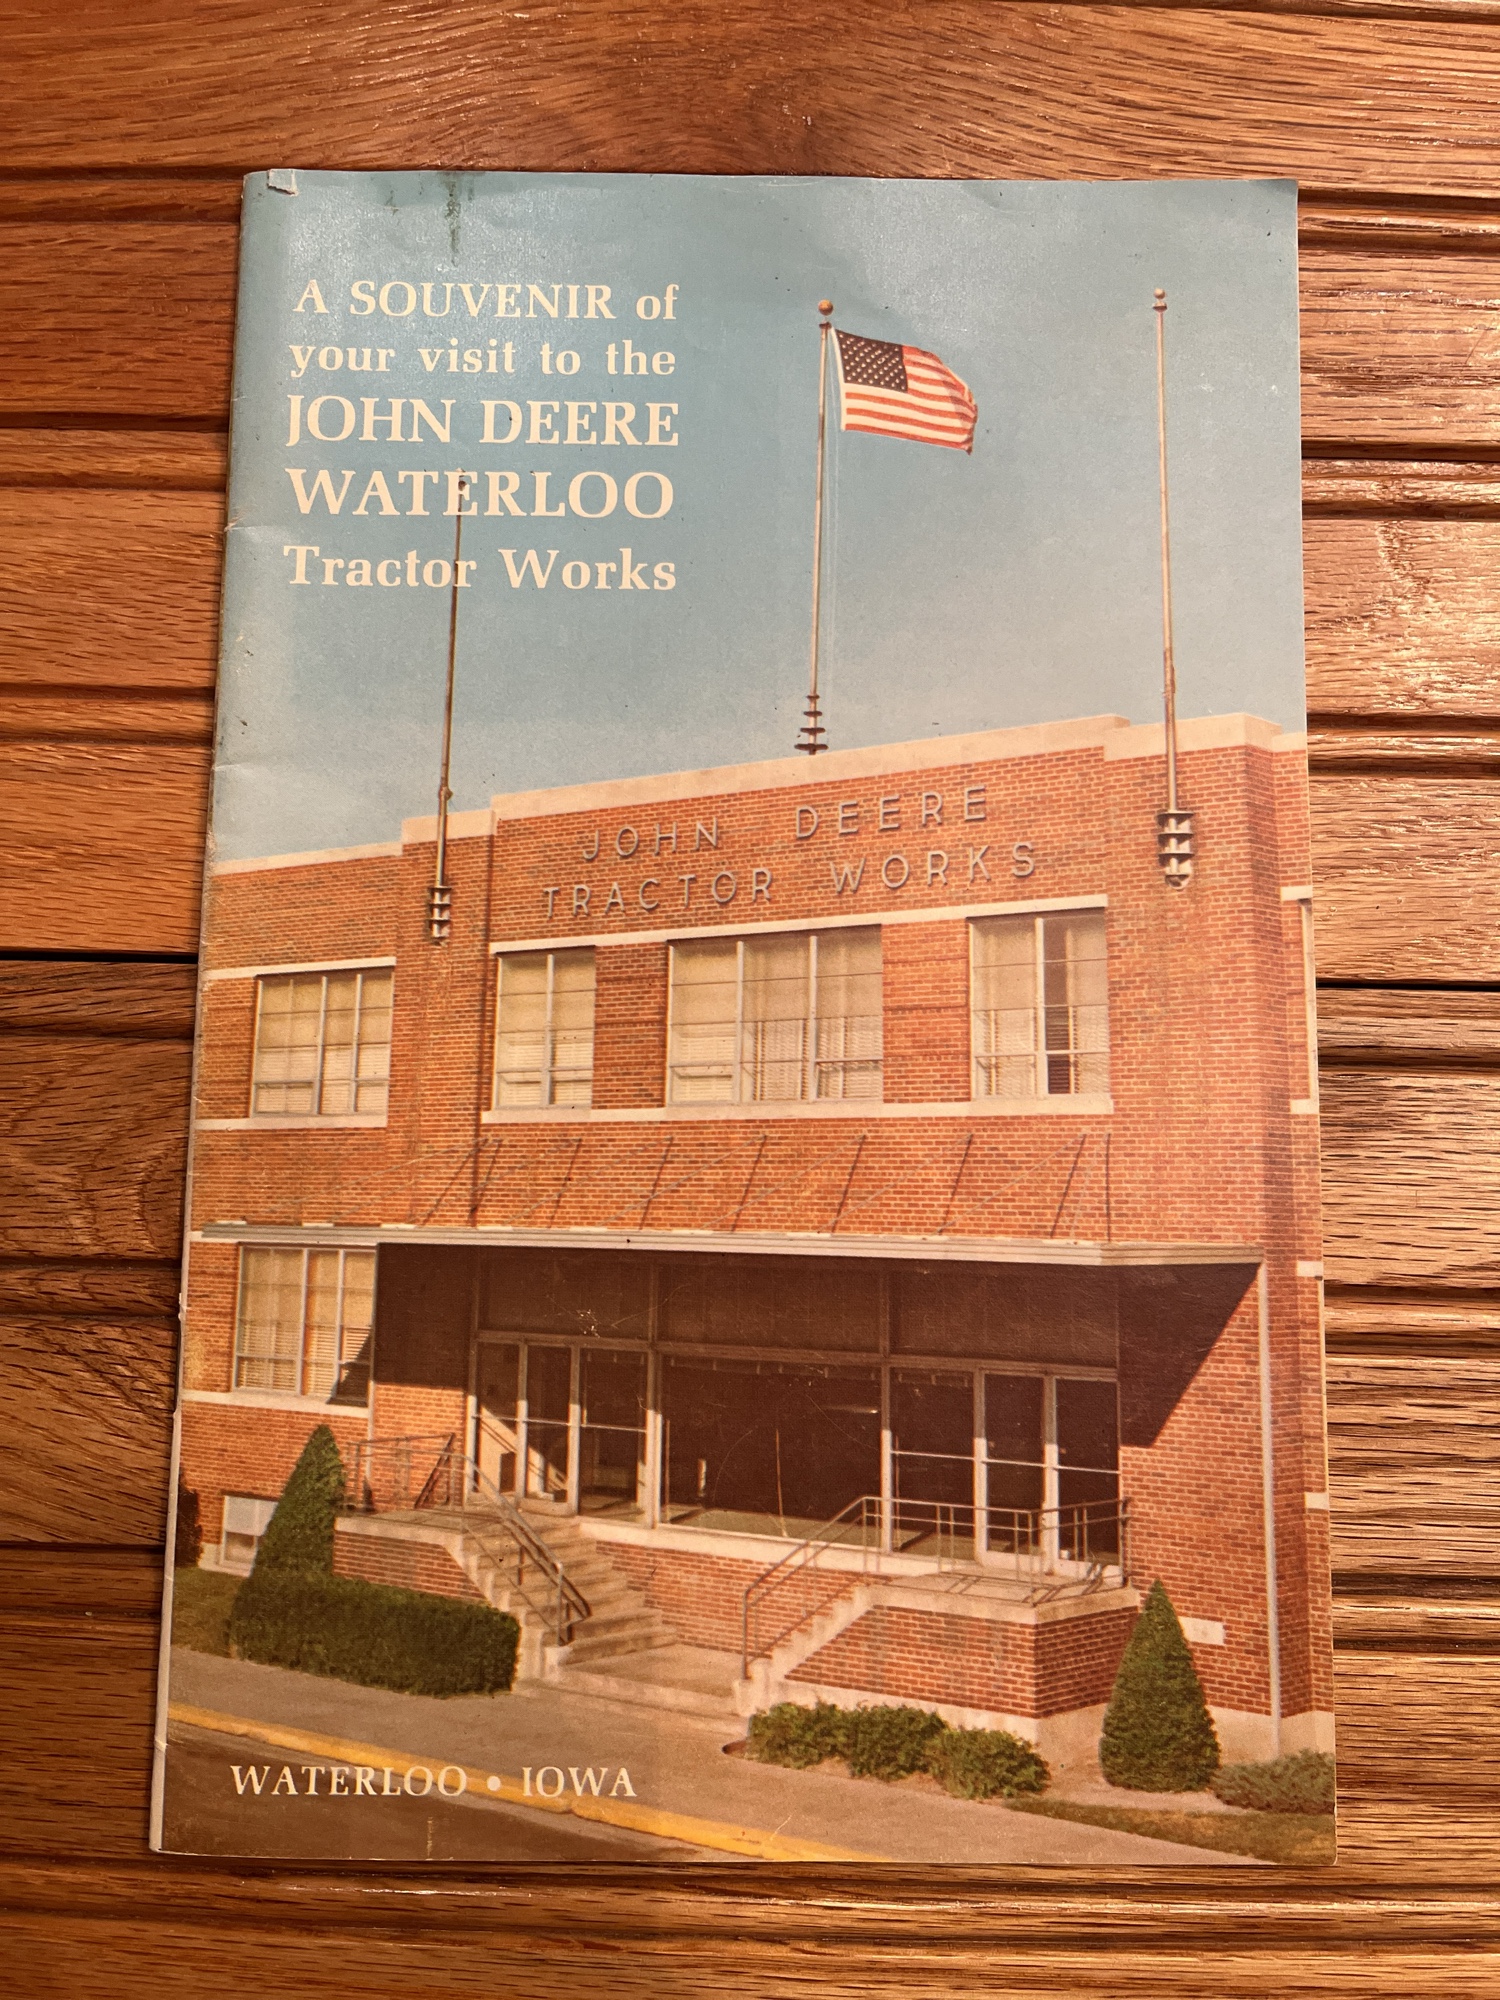 A SOUVENIR of
your visit to the
JOHN DEERE
WATERLOO
Tractor Works
JOHN DEERE
TRACTOR WORKS
WATERLOO • IOWA